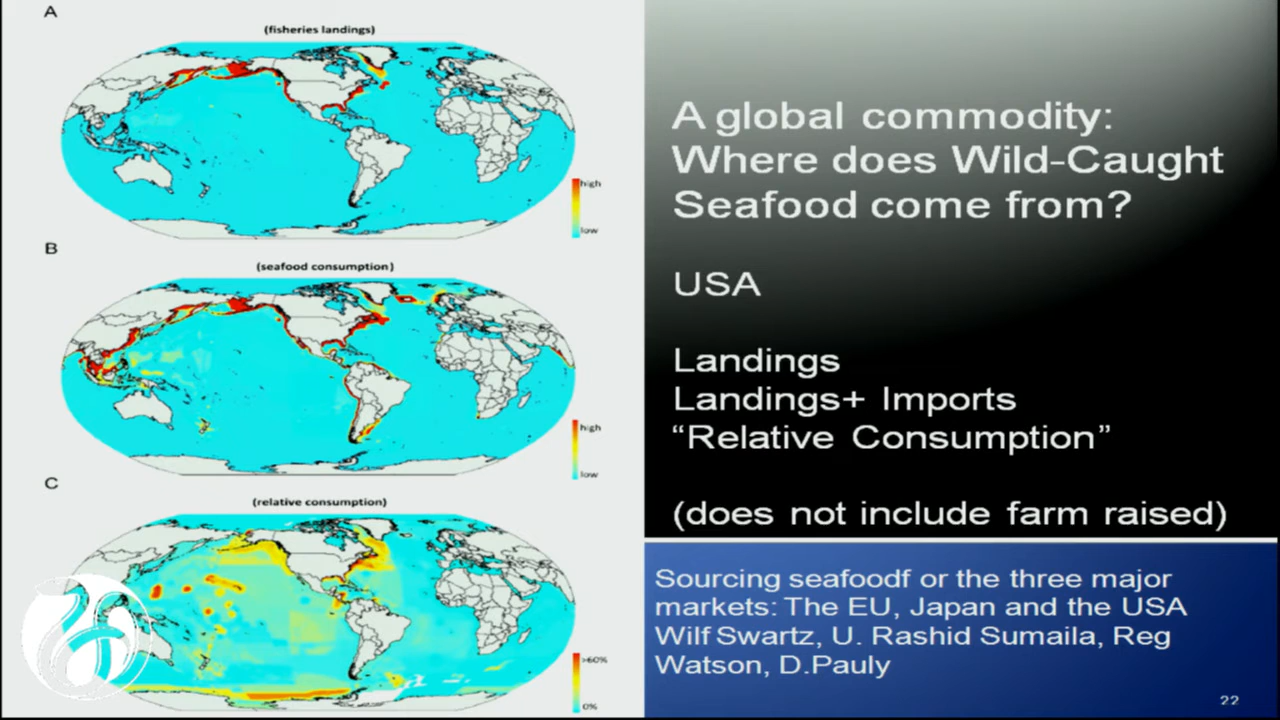 A
(fisheries landings)
high
low
B
(seafood consumption)
high
low
C
(relative consumption)
>60%
0%
A global commodity:
Where does Wild-Caught
Seafood come from?
USA
Landings
Landings+ Imports
“Relative Consumption”
(does not include farm raised)
Sourcing seafoodf or the three major
markets: The EU, Japan and the USA
Wilf Swartz, U. Rashid Sumaila, Reg
Watson, D.Pauly
22